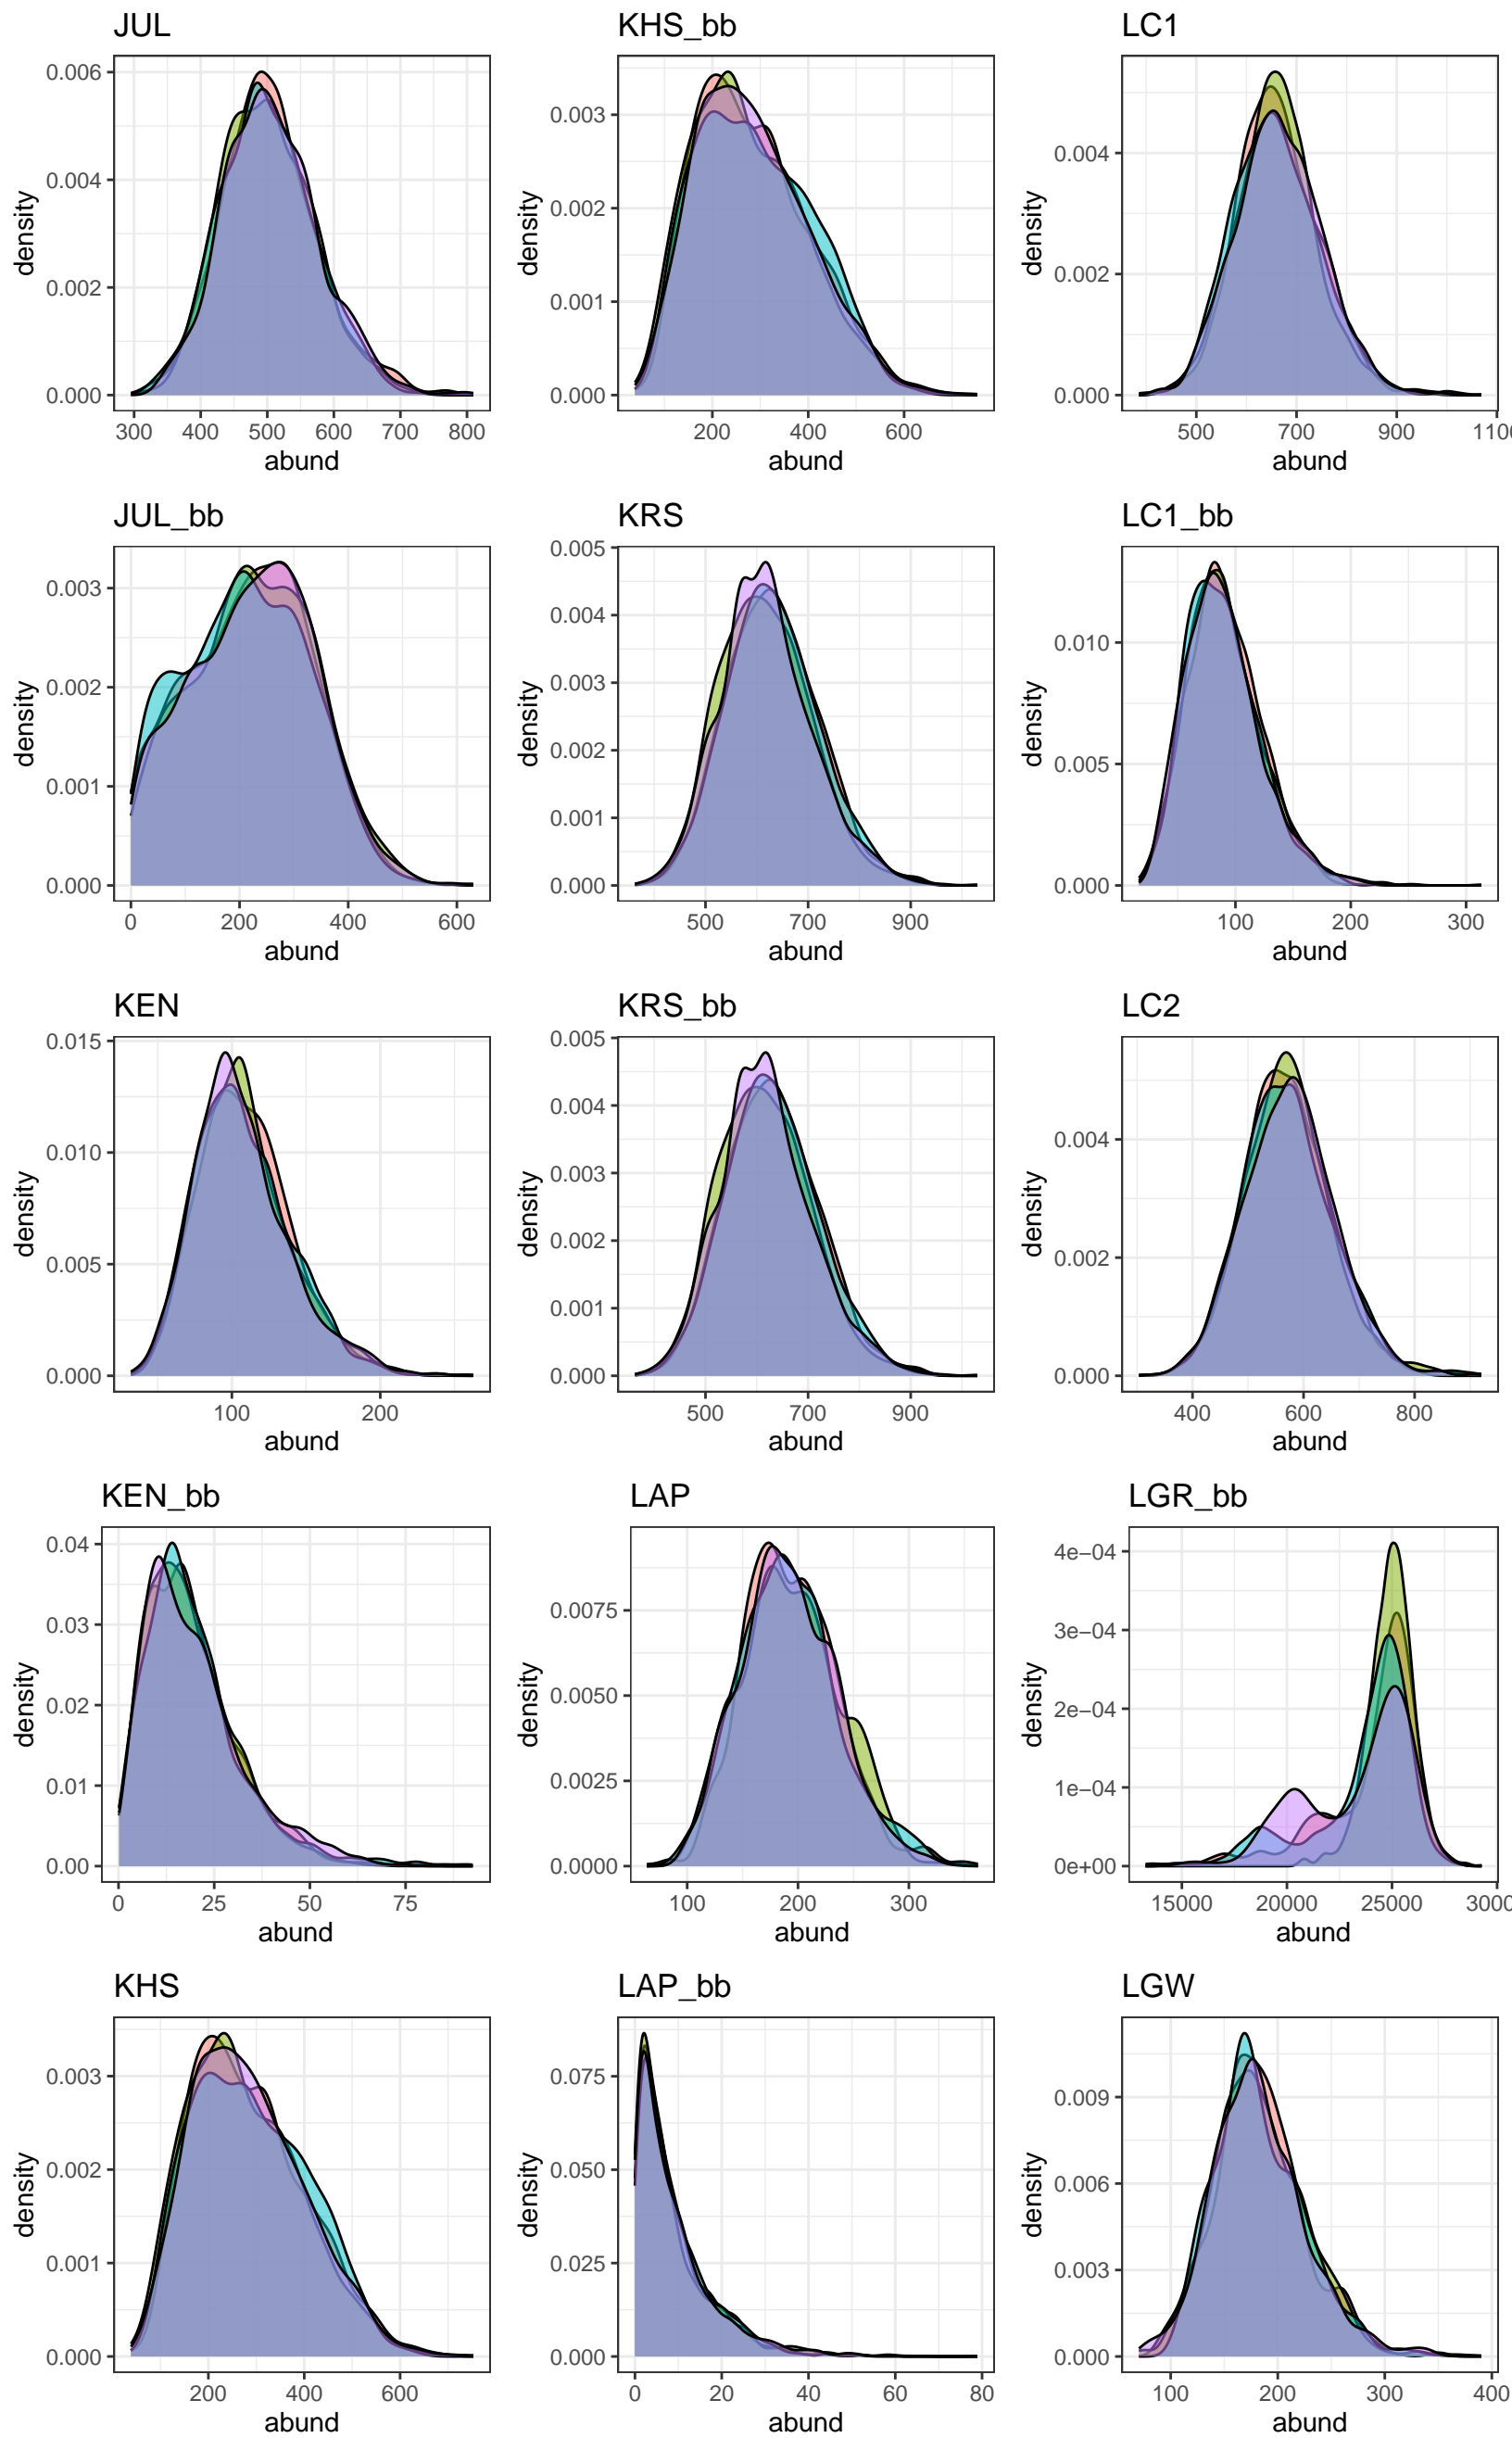 JUL
KHS_bb
LC1
0.006
0.004
0.002
0.000
density
300 400 500 600 700 800
abund
0.003
0.002
0.001
0.000
density
200 400 600
abund
0.004
0.002
0.000
density
500 700 900 110
abund
JUL_bb
KRS
LC1_bb
0.003
0.002
0.001
0.000
density
0 200 400 600
abund
0.005
0.004
0.003
0.002
0.001
0.000
density
500 700 900
abund
0.010
0.005
0.000
density
100 200 300
abund
KEN
KRS_bb
LC2
0.015
0.010
0.005
0.000
density
100 200
abund
0.005
0.004
0.003
0.002
0.001
0.000
density
500 700 900
abund
0.004
0.002
0.000
density
400 600 800
abund
KEN_bb
LAP
LGR_bb
0.04
0.03
0.02
0.01
0.00
density
0 25 50 75
abund
0.0075
0.0050
0.0025
0.0000
density
100 200 300
abund
4e−04
3e−04
2e−04
1e−04
0e+00
density
15000 20000 25000 3000
abund
KHS
LAP_bb
LGW
0.003
0.002
0.001
0.000
density
200 400 600
abund
0.075
0.050
0.025
0.000
density
0 20 40 60 80
abund
0.009
0.006
0.003
0.000
density
100 200 300 400
abund